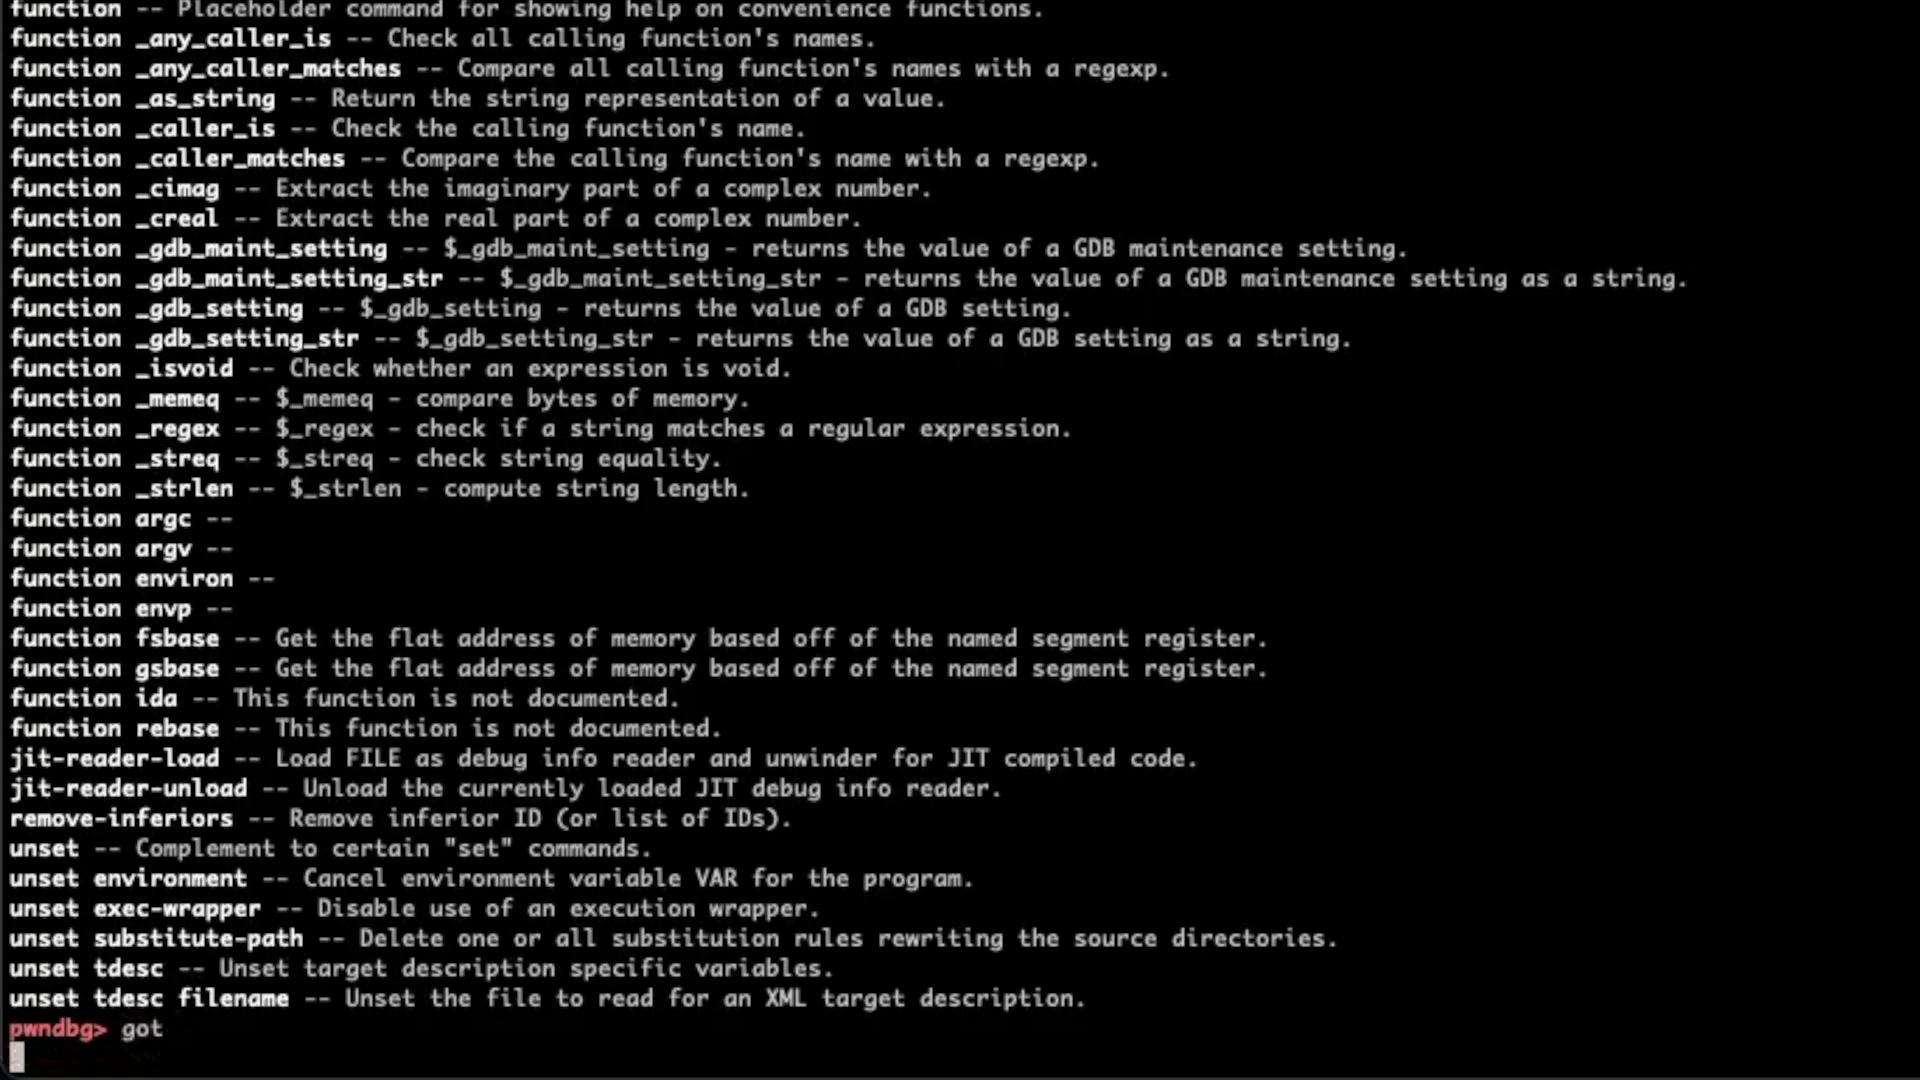 function -- Placeholder command for showing help on convenience functions.
function _any_caller_is -- Check all calling function's names.
function _any_caller_matches -- Compare all calling function's names with a regexp.
function _as_string -- Return the string representation of a value.
function _caller_is -- Check the calling function's name.
function _caller_matches -- Compare the calling function's name with a regexp.
function _cimag -- Extract the imaginary part of a complex number.
function _creal -- Extract the real part of a complex number.
function _gdb_maint_setting -- $_gdb_maint_setting - returns the value of a GDB maintenance setting.
function _gdb_maint_setting_str -- $_gdb_maint_setting_str - returns the value of a GDB maintenance setting as a string.
function _gdb_setting -- $_gdb_setting - returns the value of a GDB setting.
function _gdb_setting_str -- $_gdb_setting_str - returns the value of a GDB setting as a string.
function _isvoid -- Check whether an expression is void.
function _memeq -- $_memeq - compare bytes of memory.
function _regex -- $_regex - check if a string matches a regular expression.
function _streq -- $_streq - check string equality.
function _strlen -- $_strlen - compute string length.
function argc --
function argv --
function environ --
function envp --
function fsbase -- Get the flat address of memory based off of the named segment register.
function gsbase -- Get the flat address of memory based off of the named segment register.
function ida -- This function is not documented.
function rebase -- This function is not documented.
jit-reader-load -- Load FILE as debug info reader and unwinder for JIT compiled code.
jit-reader-unload -- Unload the currently loaded JIT debug info reader.
remove-inferiors -- Remove inferior ID (or list of IDs).
unset -- Complement to certain "set" commands.
unset environment -- Cancel environment variable VAR for the program.
unset exec-wrapper -- Disable use of an execution wrapper.
unset substitute-path -- Delete one or all substitution rules rewriting the source directories.
unset tdesc -- Unset target description specific variables.
unset tdesc filename -- Unset the file to read for an XML target description.
pwndbg> got